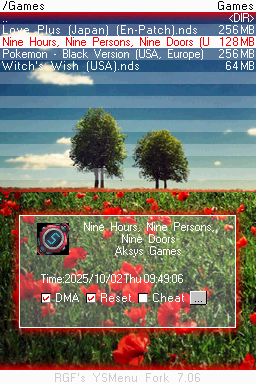 /Games Games
.. <DIR>
Love Plus (Japan) (En-Patch).nds 256MB
Nine Hours, Nine Persons, Nine Doors (U 128MB
Pokemon - Black Version (USA, Europe) 256MB
Witch's Wish (USA).nds 64MB
Nine Hours, Nine Persons,
Nine Doors
Aksys Games
Time:2025/10/02Thu09:49:06
DMA Reset Cheat ...
RGF's YSMenu Fork 7.06